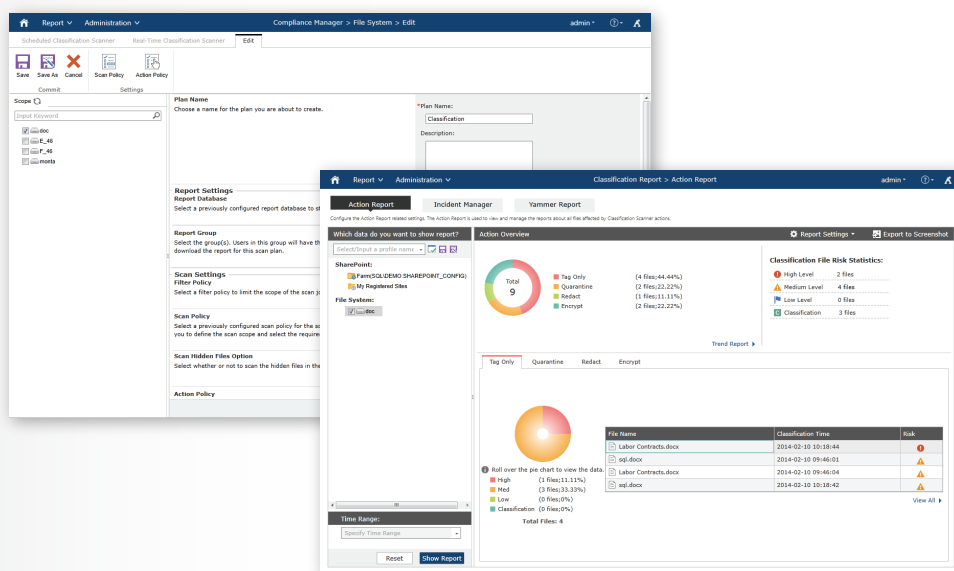 Report Administration Compliance Manager > File System > Edit admin
Scheduled Classification Scanner Real-Time Classification Scanner Edit
Save Save As Cancel Scan Policy Action Policy
Commit Settings
Scope
Input Keyword
doc
E_46
F_46
monta
Plan Name
Choose a name for the plan you are about to create.
*Plan Name:
Classification
Description:
Report Settings
Report Database
Select a previously configured report database to st
Report Group
Select the group(s). Users in this group will have th
download the report for this scan plan.
Scan Settings
Filter Policy
Select a filter policy to limit the scope of the scan jo
Scan Policy
Select a previously configured scan policy for the sc
you to define the scan scope and select the require
Scan Hidden Files Option
Select whether or not to scan the hidden files in the
Action Policy
Report Administration Classification Report > Action Report admin
Action Report Incident Manager Yammer Report
Configure the Action Report related settings. The Action Report is used to view and manage the reports about all files affected by Classification Scanner actions.
Which data do you want to show report?
Select/Input a profile name
SharePoint:
Farm(SQL\DEMO SHAREPOINT_CONFIG)
My Registered Sites
File System:
doc
Time Range:
Specify Time Range
Reset Show Report
Action Overview Report Settings Export to Screenshot
Total
9
Tag Only (4 files;44.44%)
Quarantine (2 files;22.22%)
Redact (1 files;11.11%)
Encrypt (2 files;22.22%)
Classification File Risk Statistics:
High Level 2 files
Medium Level 4 files
Low Level 0 files
C Classification 3 files
Trend Report
Tag Only Quarantine Redact Encrypt
Roll over the pie chart to view the data.
High (1 files;11.11%)
Med (3 files;33.33%)
Low (0 files;0%)
Classification (0 files;0%)
Total Files: 4
File Name Classification Time Risk
Labor Contracts.docx 2014-02-10 10:18:44
sql.docx 2014-02-10 09:46:01
Labor Contracts.docx 2014-02-10 09:46:04
sql.docx 2014-02-10 10:18:42
View All